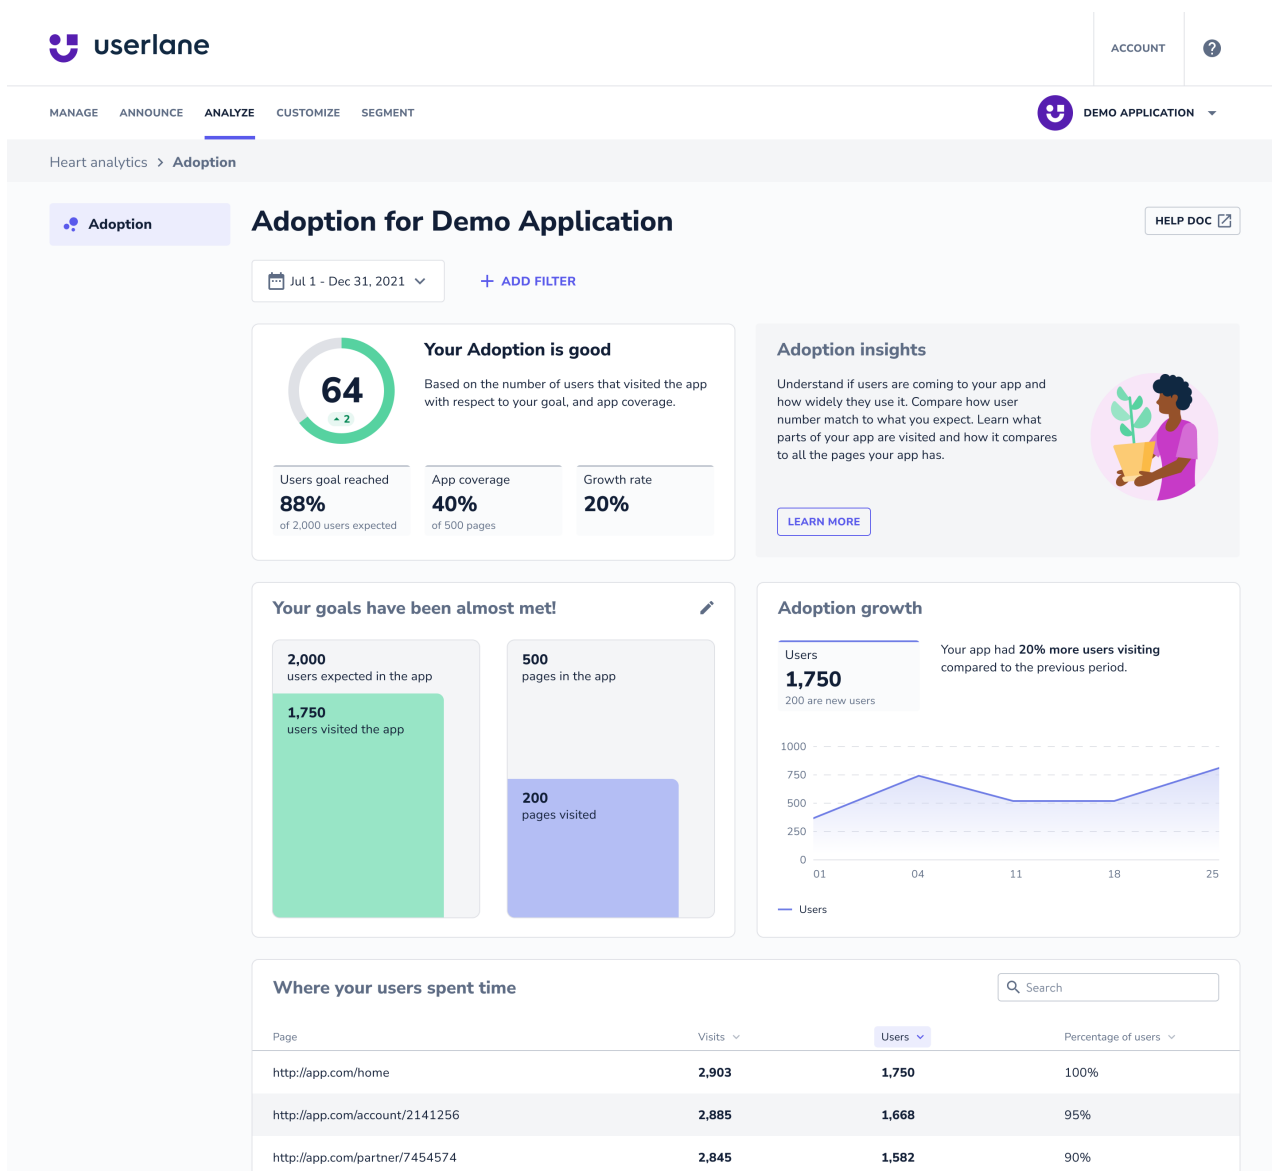 userlane
ACCOUNT
?
MANAGE ANNOUNCE ANALYZE CUSTOMIZE SEGMENT
DEMO APPLICATION
Heart analytics > Adoption
Adoption
Adoption for Demo Application
HELP DOC
Jul 1 - Dec 31, 2021
+ ADD FILTER
64
2
Your Adoption is good
Based on the number of users that visited the app
with respect to your goal, and app coverage.
Users goal reached
88%
of 2,000 users expected
App coverage
40%
of 500 pages
Growth rate
20%
Adoption insights
Understand if users are coming to your app and
how widely they use it. Compare how user
number match to what you expect. Learn what
parts of your app are visited and how it compares
to all the pages your app has.
LEARN MORE
Your goals have been almost met!
2,000
users expected in the app
1,750
users visited the app
500
pages in the app
200
pages visited
Adoption growth
Users
1,750
200 are new users
Your app had 20% more users visiting
compared to the previous period.
1000
750
500
250
0
01 04 11 18 25
Users
Where your users spent time
Search
Page Visits Users Percentage of users
http://app.com/home 2,903 1,750 100%
http://app.com/account/2141256 2,885 1,668 95%
http://app.com/partner/7454574 2,845 1,582 90%